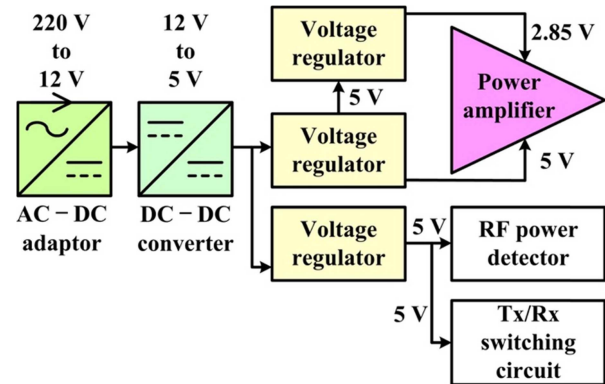 220 V
to
12 V
12 V
to
5 V
AC – DC
adaptor
DC – DC
converter
Voltage
regulator
5 V
Voltage
regulator
Voltage
regulator
2.85 V
Power
amplifier
5 V
5 V
RF power
detector
5 V
Tx/Rx
switching
circuit